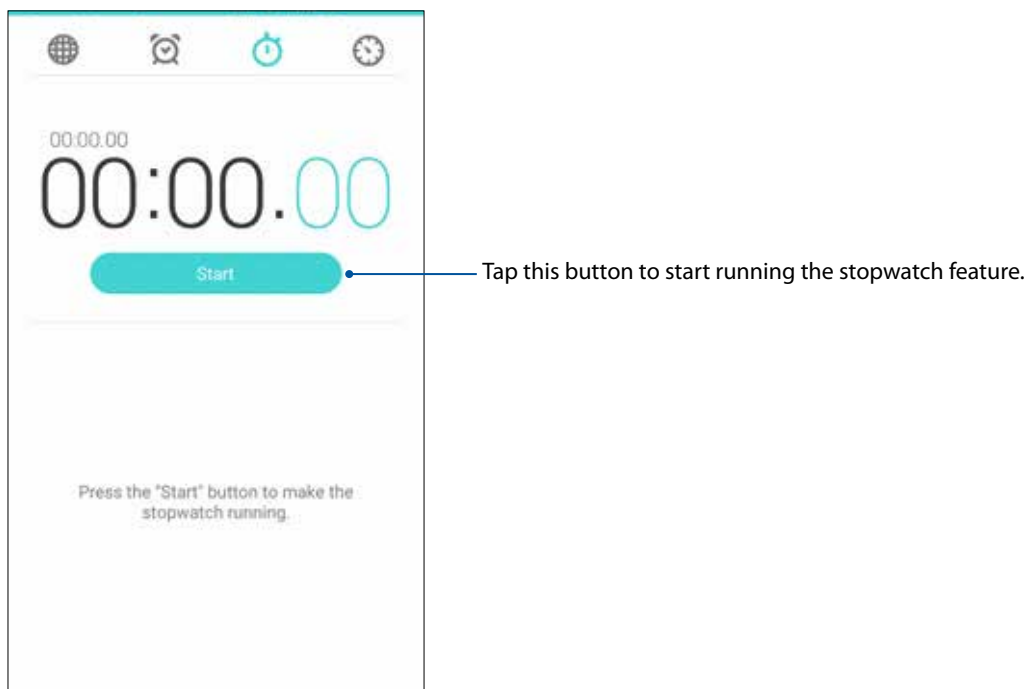 00:00.00
00:00.00
Start
Tap this button to start running the stopwatch feature.
Press the "Start" button to make the
stopwatch running.